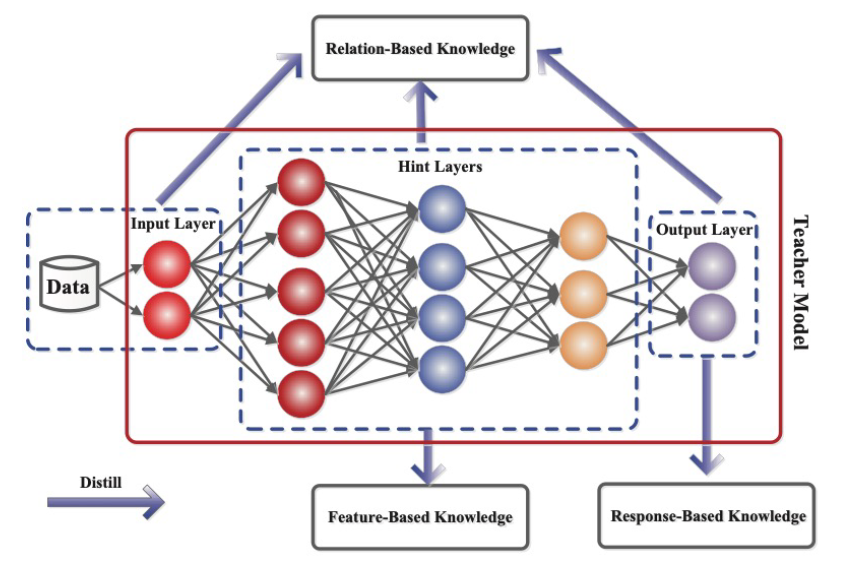 Relation-Based Knowledge
Hint Layers
Input Layer
Output Layer
Data
Teacher Model
Distill
Feature-Based Knowledge
Response-Based Knowledge